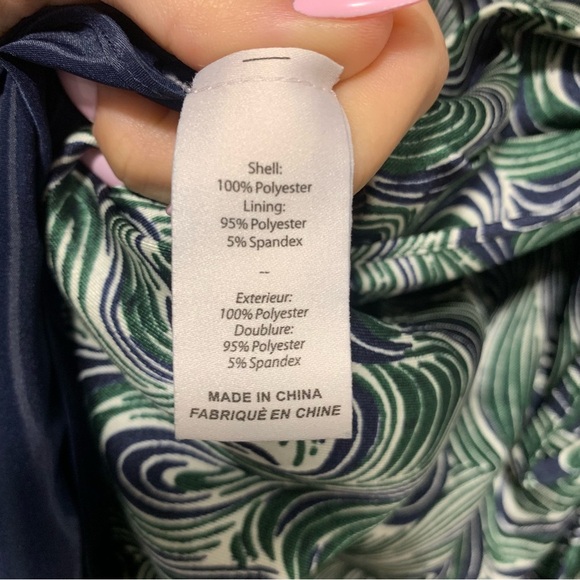 Shell:
100% Polyester
Lining:
95% Polyester
5% Spandex
--
Exterieur:
100% Polyester
Doublure:
95% Polyester
5% Spandex
MADE IN CHINA
FABRIQUÈ EN CHINE